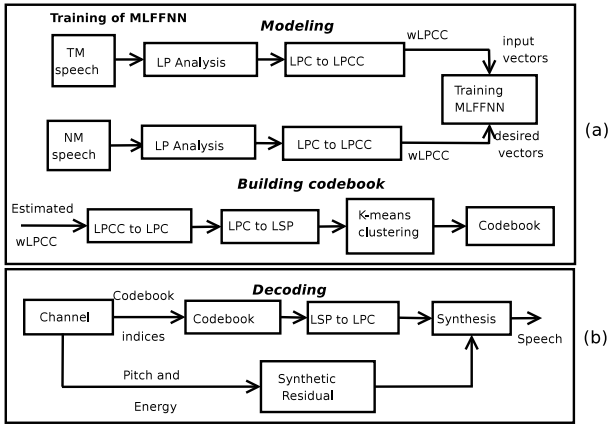 Training of MLFFNN
Modeling
TM
speech
LP Analysis
LPC to LPCC
wLPCC
input
vectors
Training
MLFFNN
NM
speech
LP Analysis
LPC to LPCC
wLPCC
desired
vectors
(a)
Building codebook
Estimated
wLPCC
LPCC to LPC
LPC to LSP
K-means
clustering
Codebook
Decoding
Channel
Codebook
indices
Codebook
LSP to LPC
Synthesis
Speech
(b)
Pitch and
Energy
Synthetic
Residual